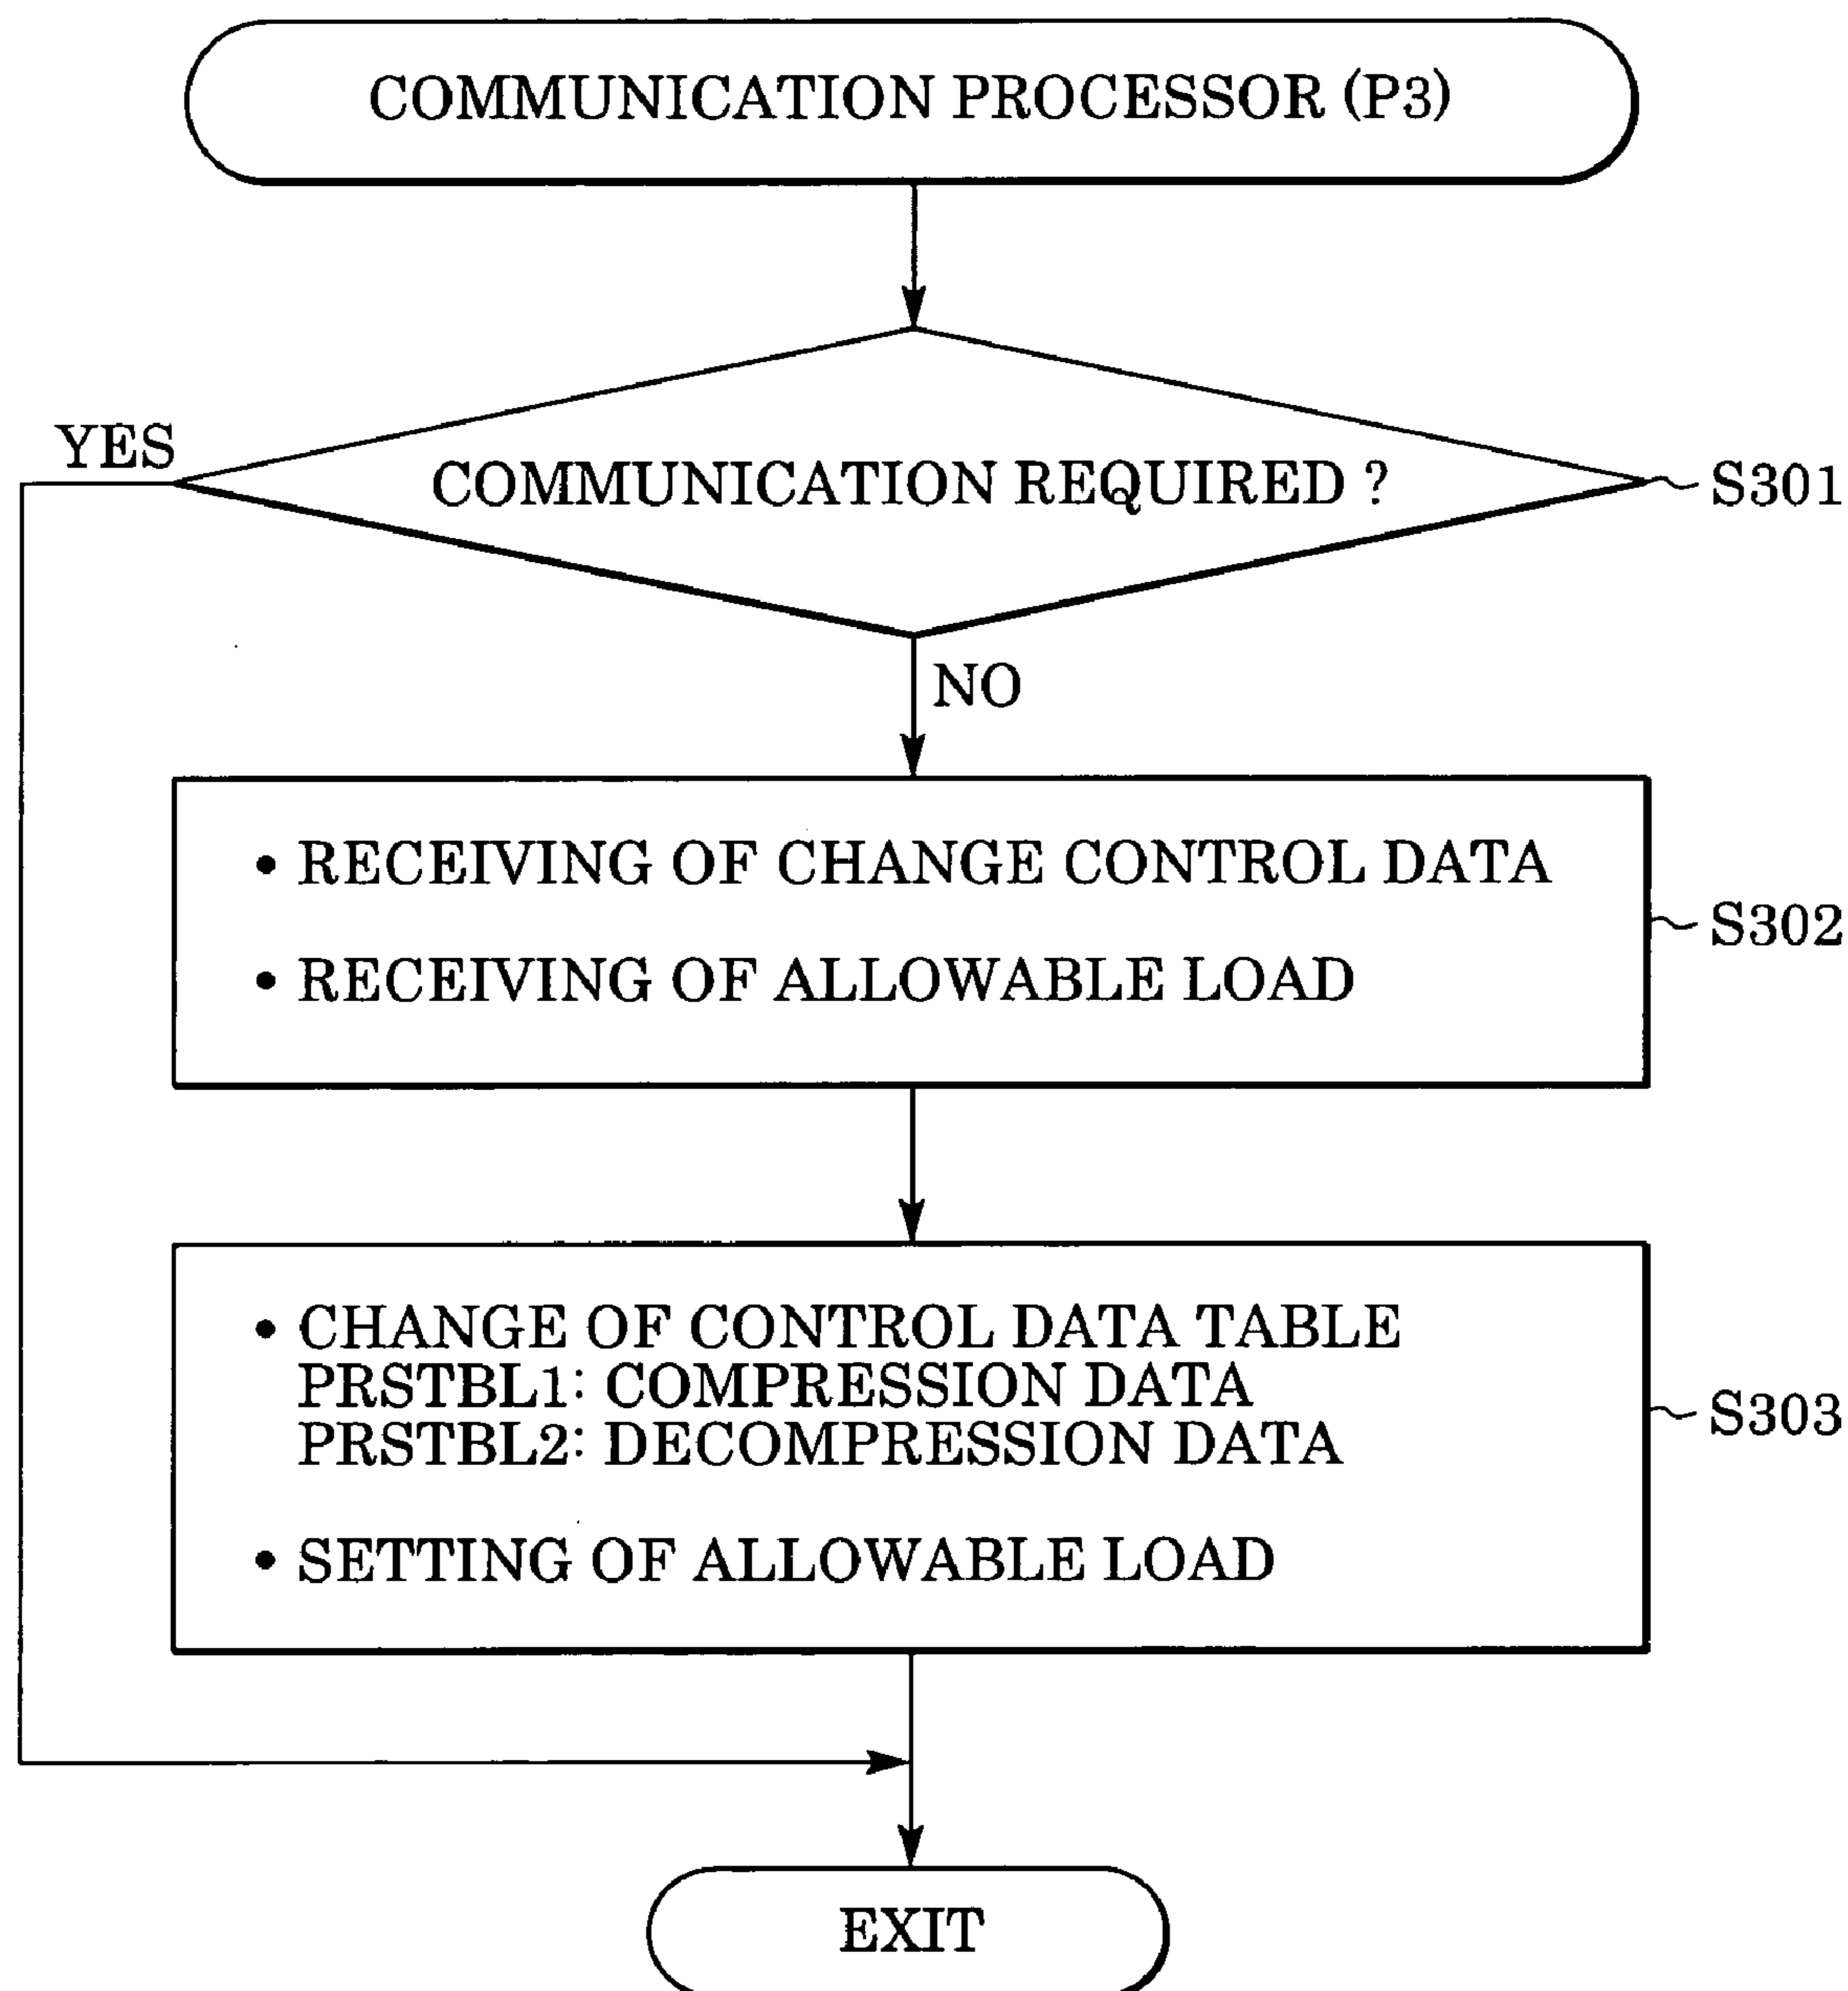 COMMUNICATION PROCESSOR (P3)
YES
COMMUNICATION REQUIRED ?
S301
NO
• RECEIVING OF CHANGE CONTROL DATA
• RECEIVING OF ALLOWABLE LOAD
S302
• CHANGE OF CONTROL DATA TABLE
PRSTBL1: COMPRESSION DATA
PRSTBL2: DECOMPRESSION DATA
• SETTING OF ALLOWABLE LOAD
S303
EXIT